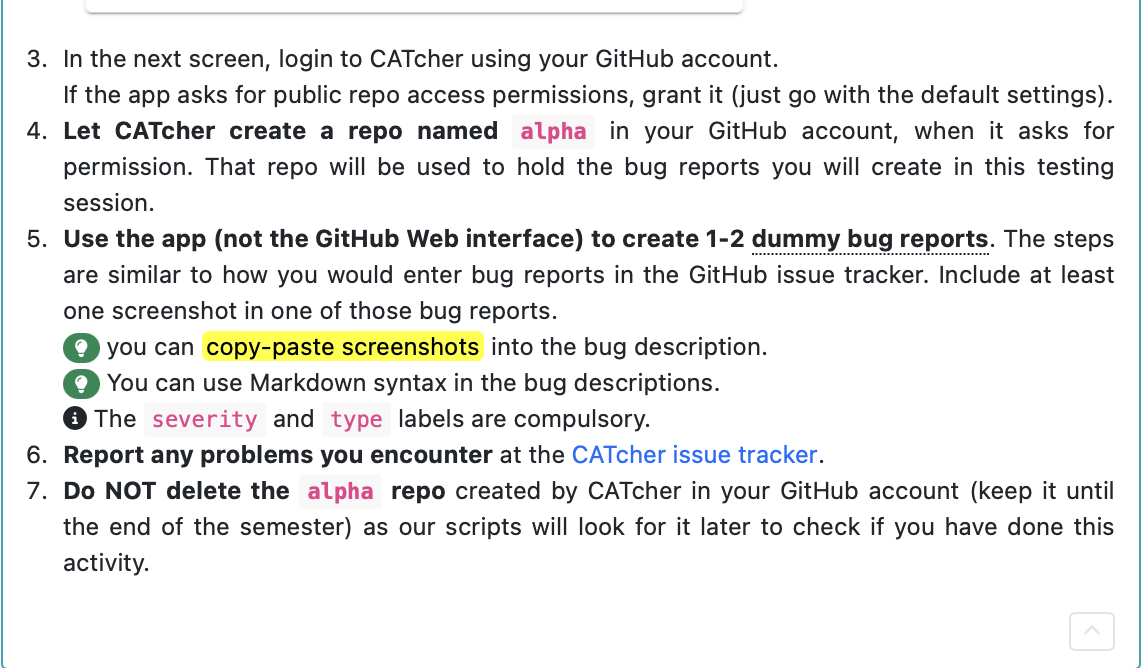 3. In the next screen, login to CATcher using your GitHub account.
If the app asks for public repo access permissions, grant it (just go with the default settings).
4. Let CATcher create a repo named alpha in your GitHub account, when it asks for
permission. That repo will be used to hold the bug reports you will create in this testing
session.
5. Use the app (not the GitHub Web interface) to create 1-2 dummy bug reports. The steps
are similar to how you would enter bug reports in the GitHub issue tracker. Include at least
one screenshot in one of those bug reports.
you can copy-paste screenshots into the bug description.
You can use Markdown syntax in the bug descriptions.
The severity and type labels are compulsory.
6. Report any problems you encounter at the CATcher issue tracker.
7. Do NOT delete the alpha repo created by CATcher in your GitHub account (keep it until
the end of the semester) as our scripts will look for it later to check if you have done this
activity.